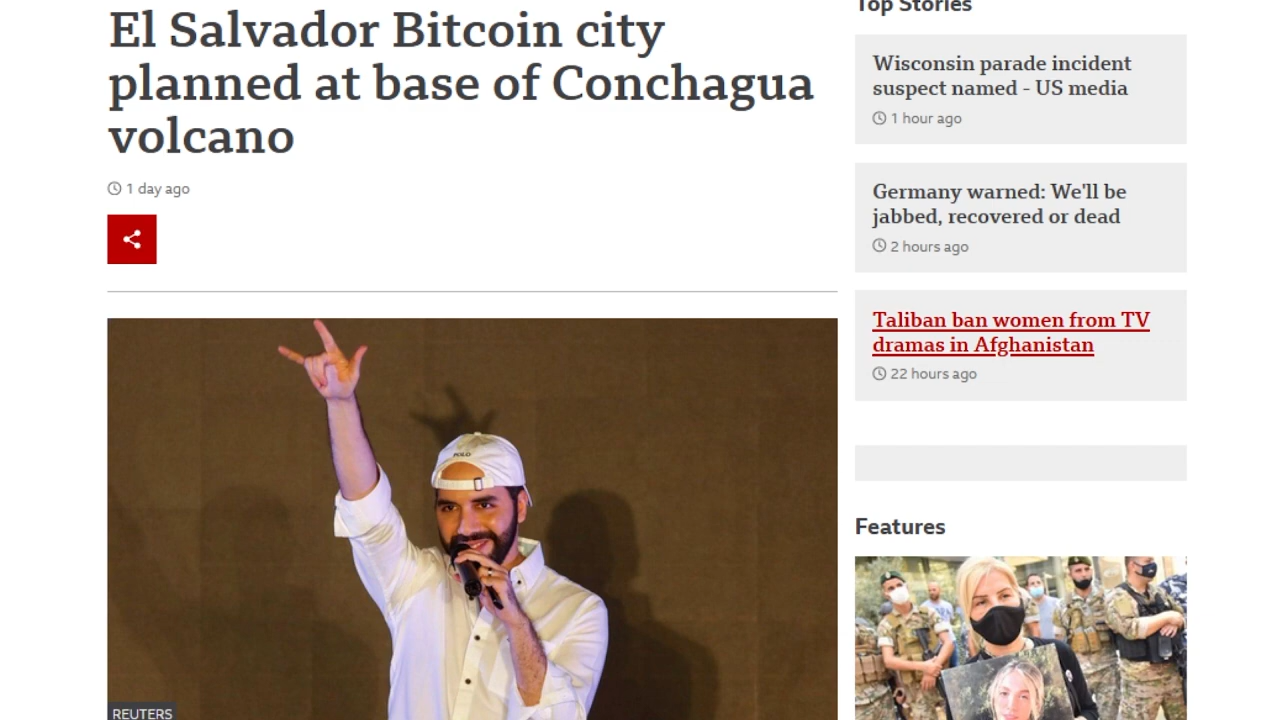 El Salvador Bitcoin city
planned at base of Conchagua
volcano
1 day ago
POLO
REUTERS
Top Stories
Wisconsin parade incident
suspect named - US media
1 hour ago
Germany warned: We'll be
jabbed, recovered or dead
2 hours ago
Taliban ban women from TV
dramas in Afghanistan
22 hours ago
Features